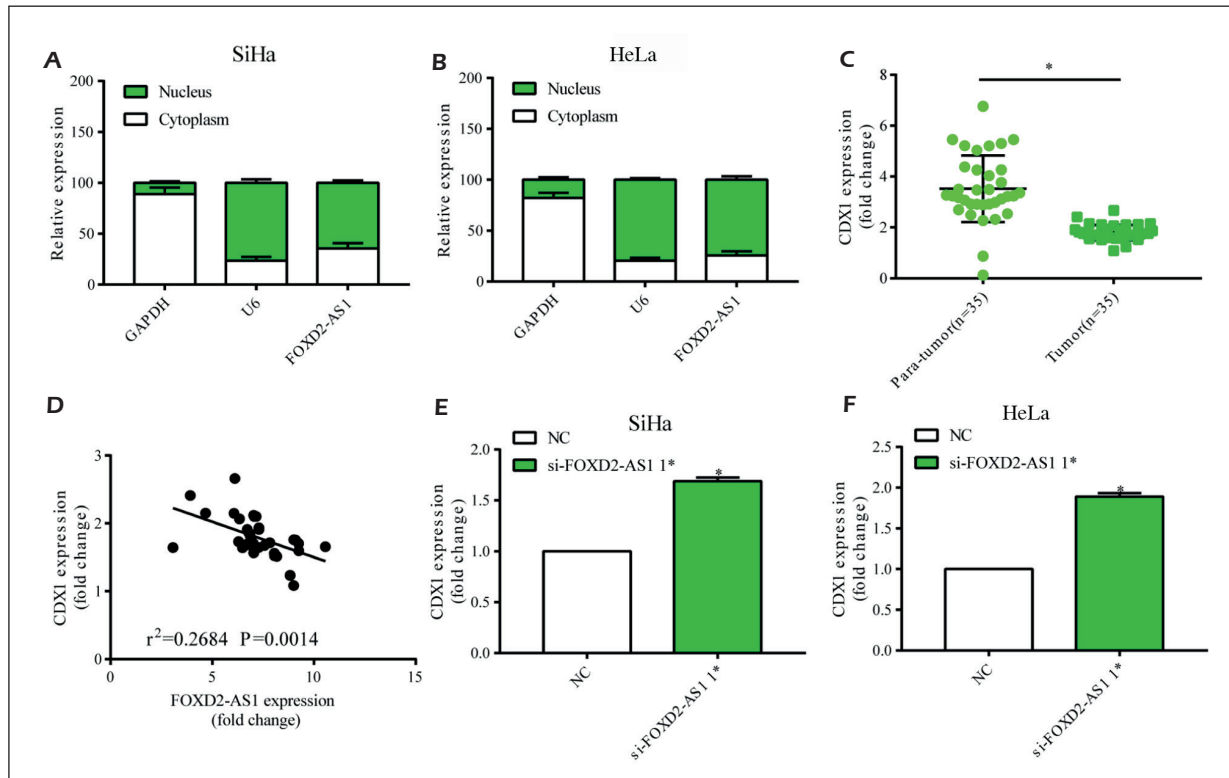 A
SiHa
Relative expression
200
150
100
50
0
Nucleus
Cytoplasm
GAPDH
U6
FOXD2-AS1
B
HeLa
Relative expression
200
150
100
50
0
Nucleus
Cytoplasm
GAPDH
U6
FOXD2-AS1
C
CDX1 expression
(fold change)
8
6
4
2
0
*
Para-tumor(n=35)
Tumor(n=35)
D
CDX1 expression
(fold change)
3
2
1
0
r²=0.2684 P=0.0014
0 5 10 15
FOXD2-AS1 expression
(fold change)
E
SiHa
NC
si-FOXD2-AS1 1*
CDX1 expression
(fold change)
2.0
1.5
1.0
0.5
0.0
*
NC
si-FOXD2-AS1 1*
F
HeLa
NC
si-FOXD2-AS1 1*
CDX1 expression
(fold change)
2.5
2.0
1.5
1.0
0.5
0.0
*
NC
si-FOXD2-AS1 1*